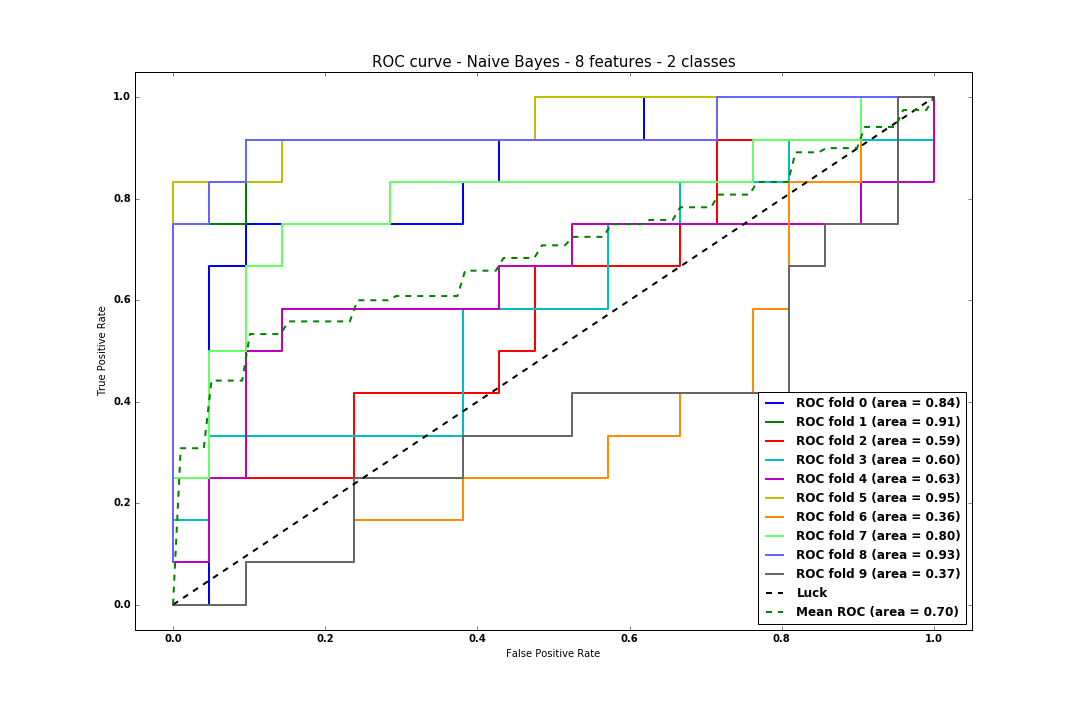 ROC curve - Naive Bayes - 8 features - 2 classes
1.0
0.8
0.6
0.4
0.2
0.0
True Positive Rate
0.0 0.2 0.4 0.6 0.8 1.0
False Positive Rate
ROC fold 0 (area = 0.84)
ROC fold 1 (area = 0.91)
ROC fold 2 (area = 0.59)
ROC fold 3 (area = 0.60)
ROC fold 4 (area = 0.63)
ROC fold 5 (area = 0.95)
ROC fold 6 (area = 0.36)
ROC fold 7 (area = 0.80)
ROC fold 8 (area = 0.93)
ROC fold 9 (area = 0.37)
Luck
Mean ROC (area = 0.70)